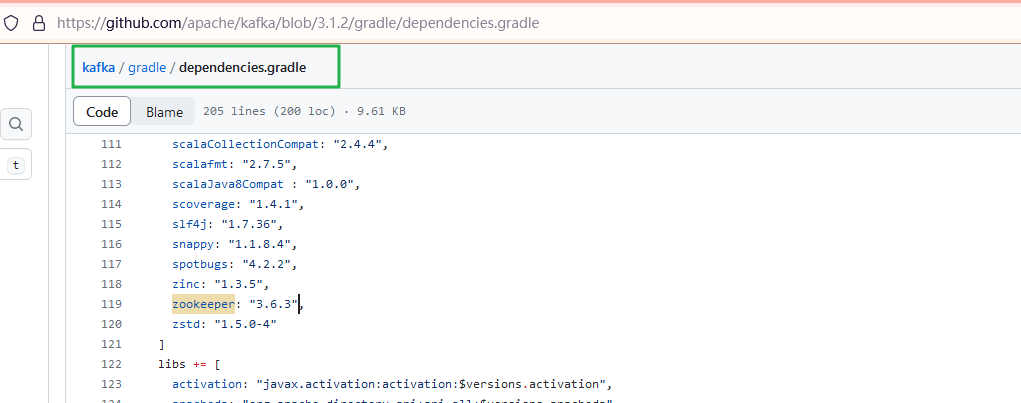 https://github.com/apache/kafka/blob/3.1.2/gradle/dependencies.gradle
kafka / gradle / dependencies.gradle
Code Blame 205 lines (200 loc) · 9.61 KB
t
111 scalaCollectionCompat: "2.4.4",
112 scalafmt: "2.7.5",
113 scalaJava8Compat : "1.0.0",
114 scoverage: "1.4.1",
115 slf4j: "1.7.36",
116 snappy: "1.1.8.4",
117 spotbugs: "4.2.2",
118 zinc: "1.3.5",
119 zookeeper: "3.6.3",
120 zstd: "1.5.0-4"
121 ]
122 libs += [
123 activation: "javax.activation:activation:$versions.activation",